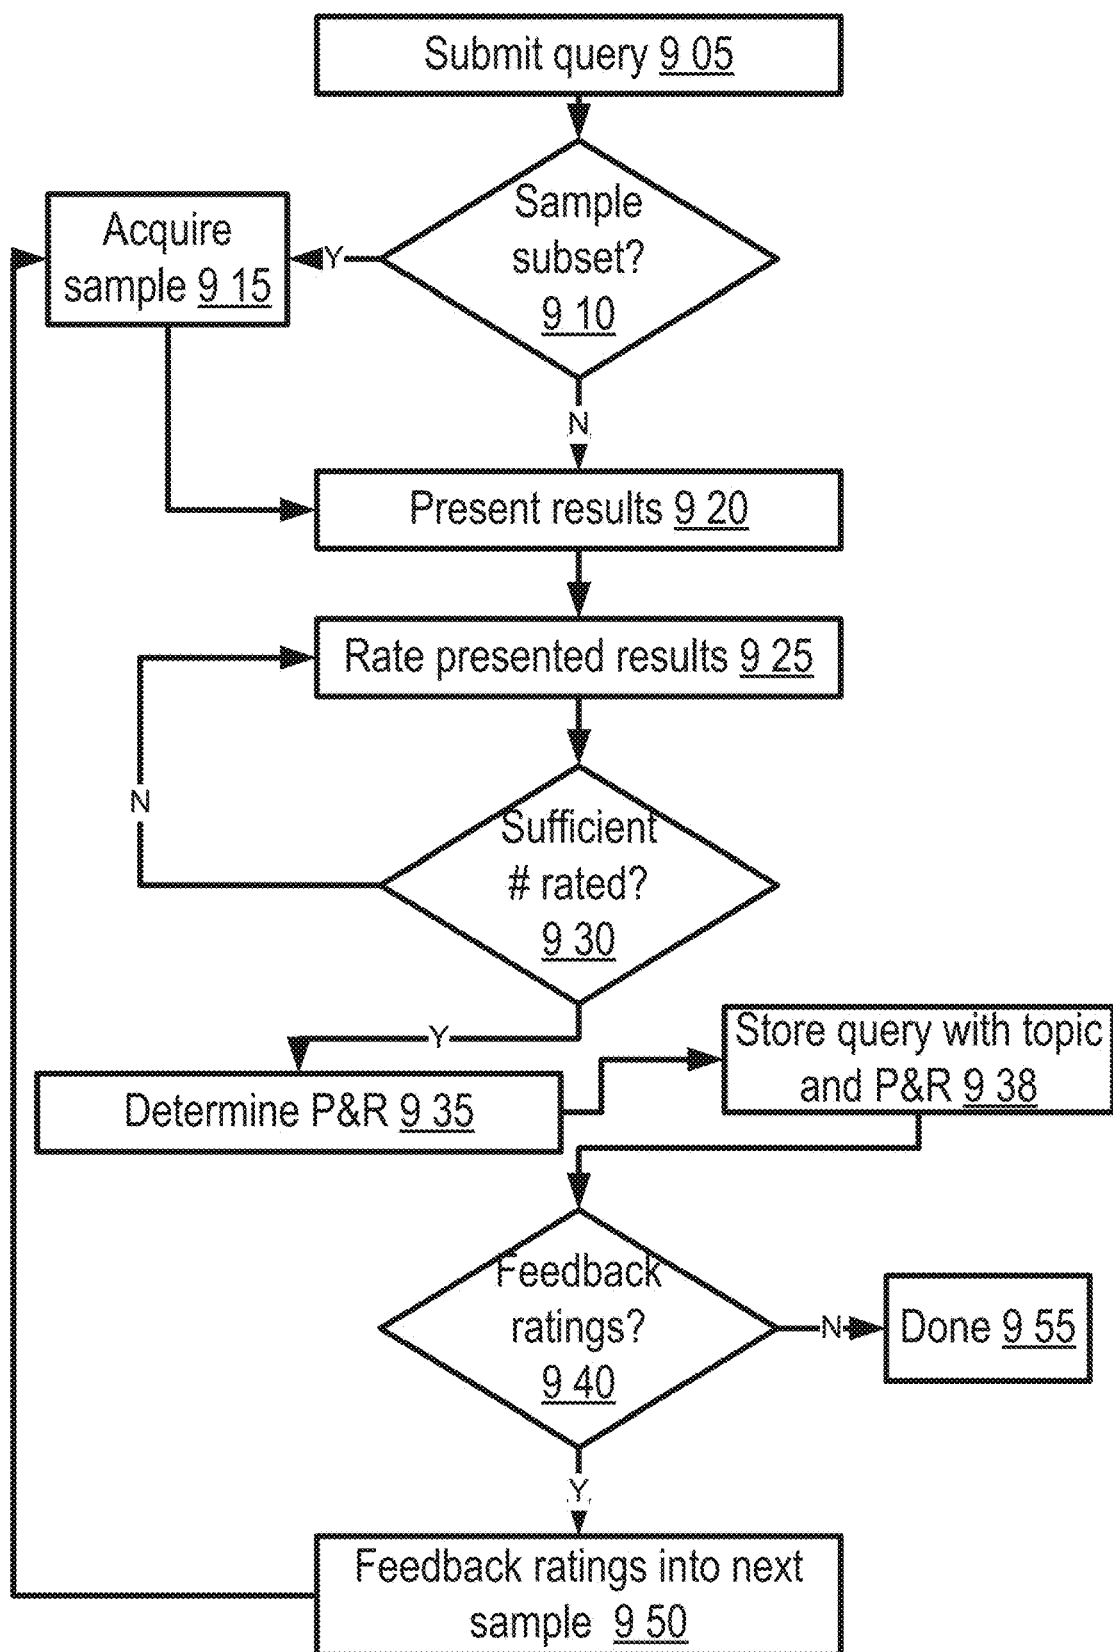 Submit query 9 05
Sample
subset?
9 10
Y
Acquire
sample 9 15
N
Present results 9 20
Rate presented results 9 25
N
Sufficient
# rated?
9 30
Y
Determine P&R 9 35
Store query with topic
and P&R 9 38
Feedback
ratings?
9 40
N
Done 9 55
Y
Feedback ratings into next
sample 9 50